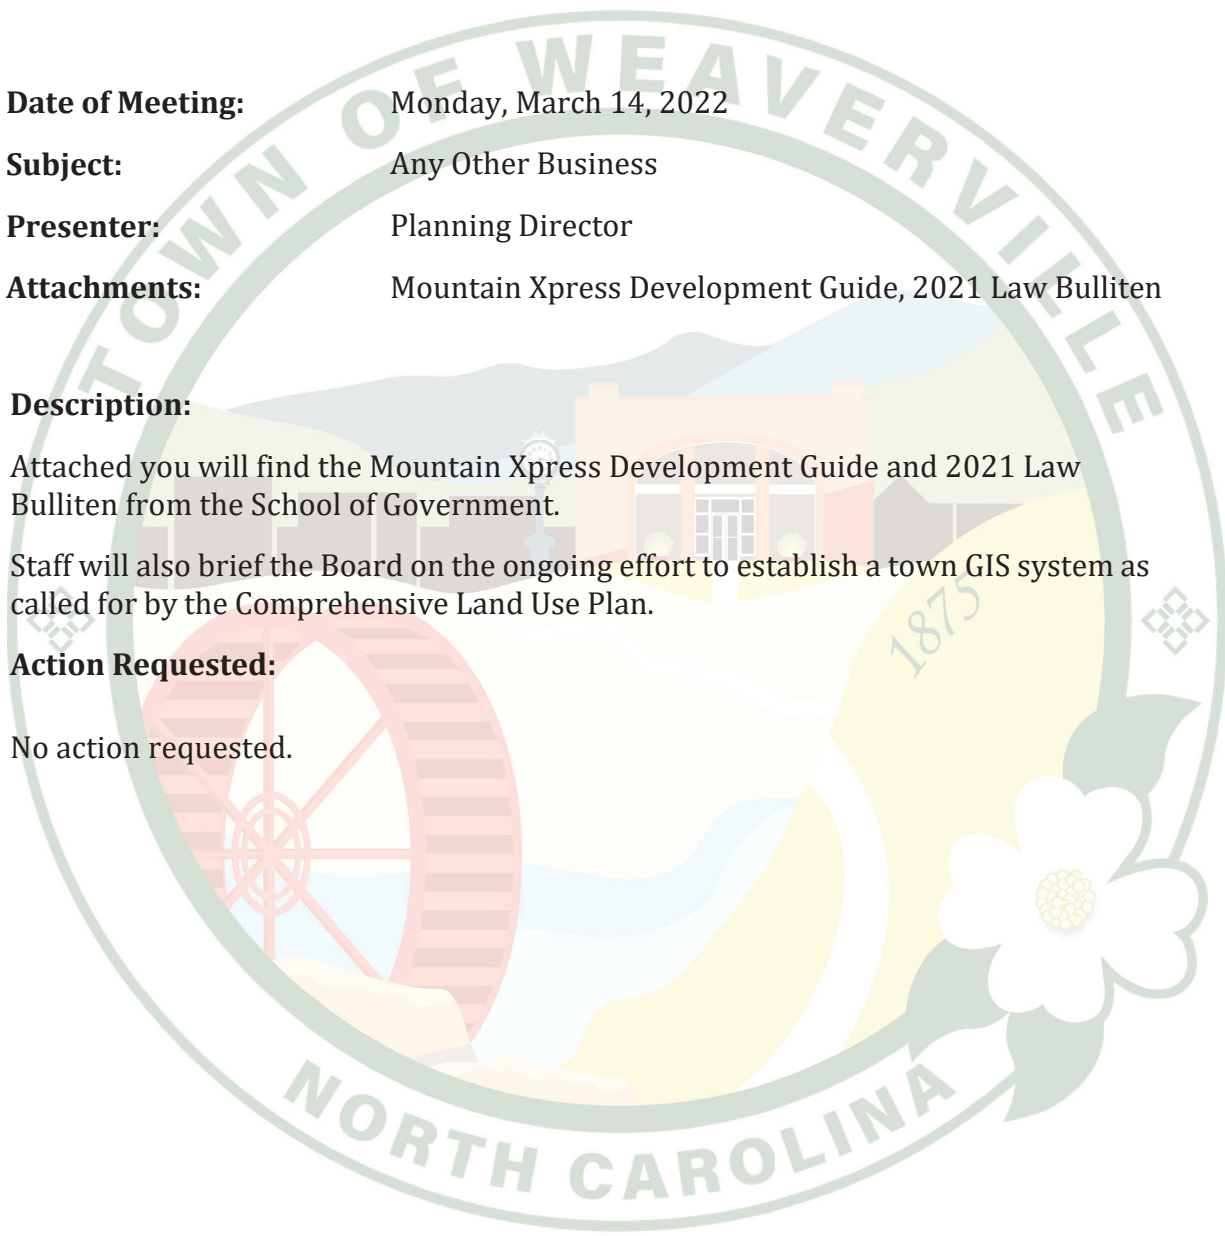 TOWN OF WEAVERVILLE
Date of Meeting: Monday, March 14, 2022
Subject: Any Other Business
Presenter: Planning Director
Attachments: Mountain Xpress Development Guide, 2021 Law Bulliten
Description:
Attached you will find the Mountain Xpress Development Guide and 2021 Law
Bulliten from the School of Government.
Staff will also brief the Board on the ongoing effort to establish a town GIS system as
called for by the Comprehensive Land Use Plan.
1875
Action Requested:
No action requested.
NORTH CAROLINA